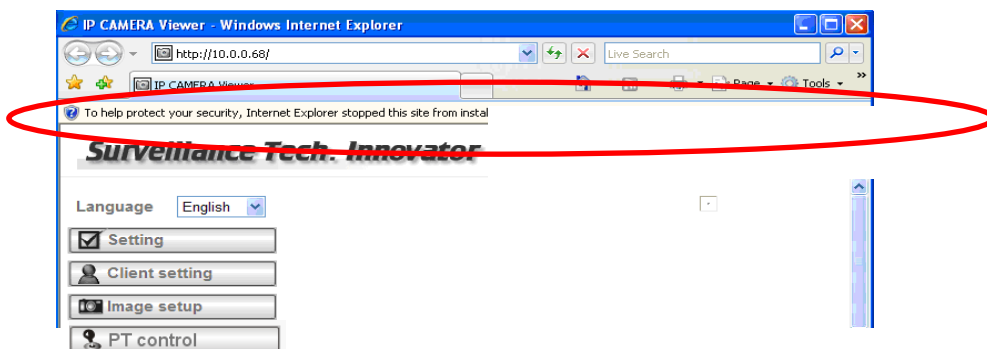 IP CAMERA Viewer - Windows Internet Explorer
http://10.0.0.68/
Live Search
IP CAMERA Viewer
Page
Tools
To help protect your security, Internet Explorer stopped this site from instal
Surveillance Tech. Innovator
Language English
Setting
Client setting
Image setup
PT control